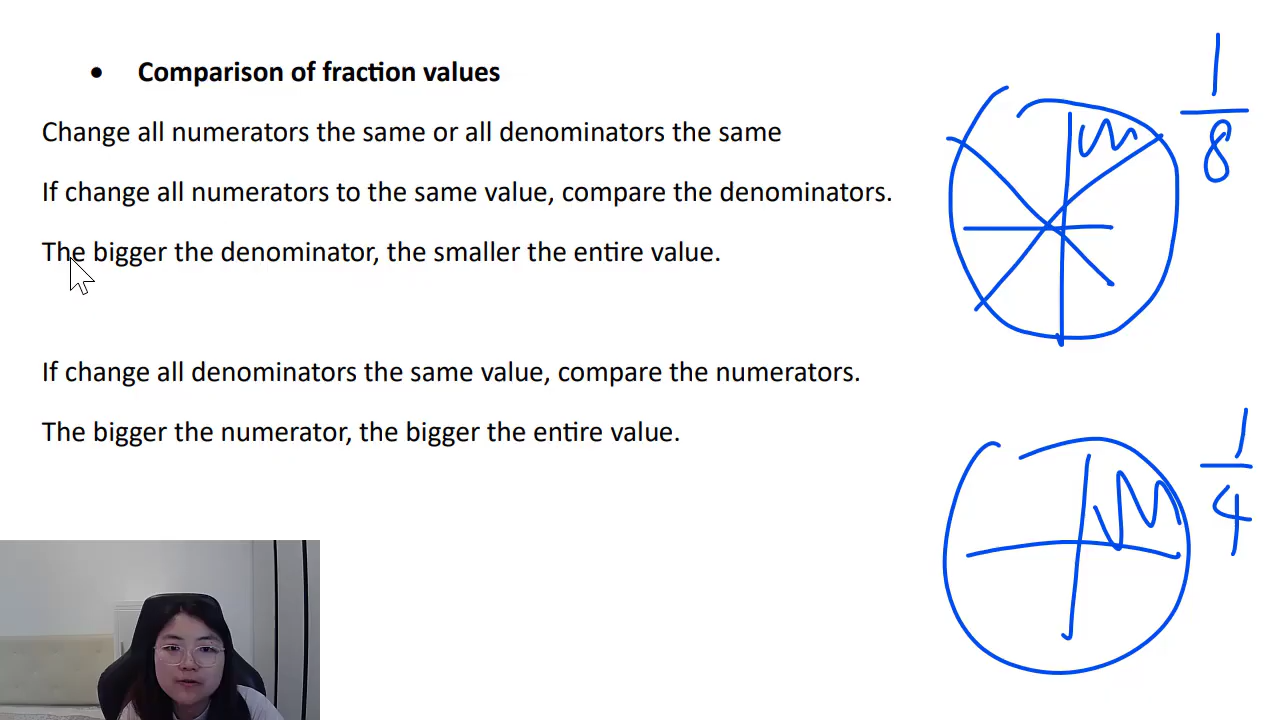 • Comparison of fraction values
Change all numerators the same or all denominators the same
If change all numerators to the same value, compare the denominators.
The bigger the denominator, the smaller the entire value.
If change all denominators the same value, compare the numerators.
The bigger the numerator, the bigger the entire value.
1
8
1
4